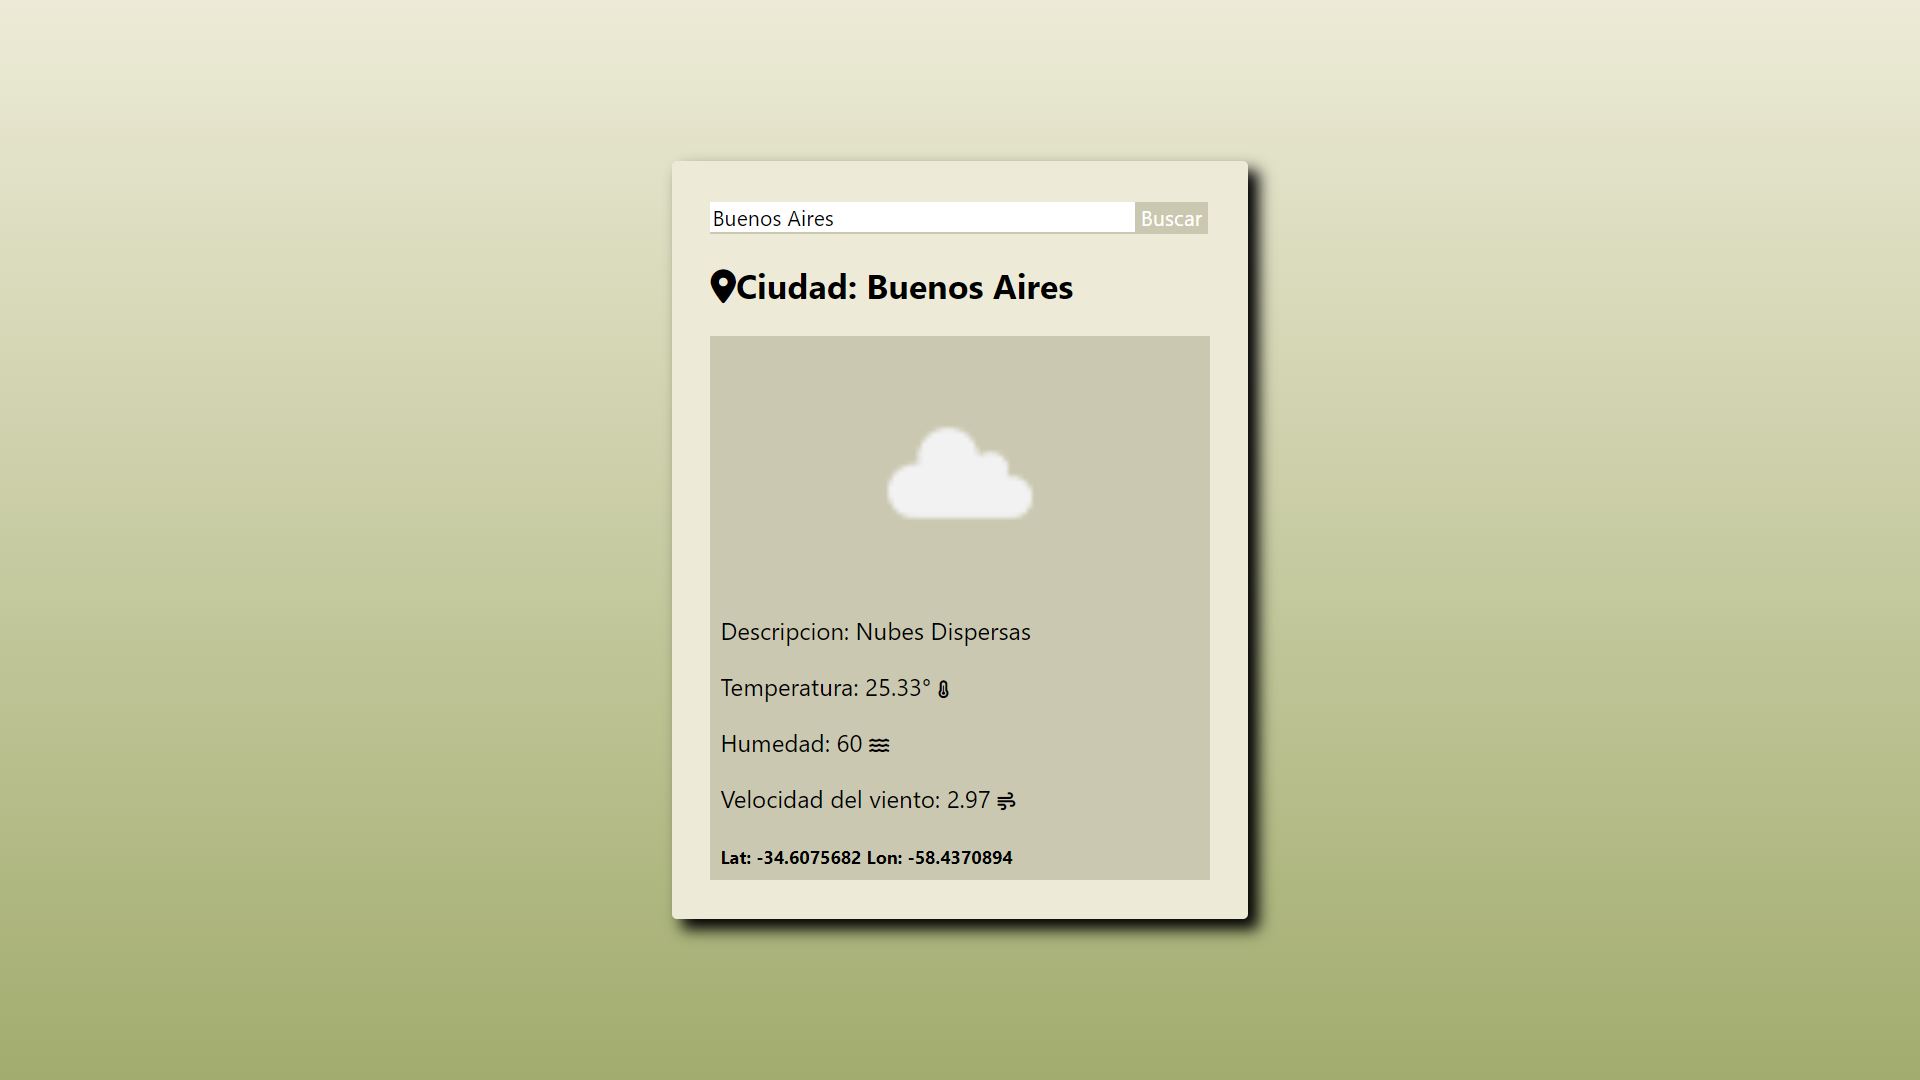 Buenos Aires
Buscar
Ciudad: Buenos Aires
Descripcion: Nubes Dispersas
Temperatura: 25.33°
Humedad: 60
Velocidad del viento: 2.97
Lat: -34.6075682 Lon: -58.4370894